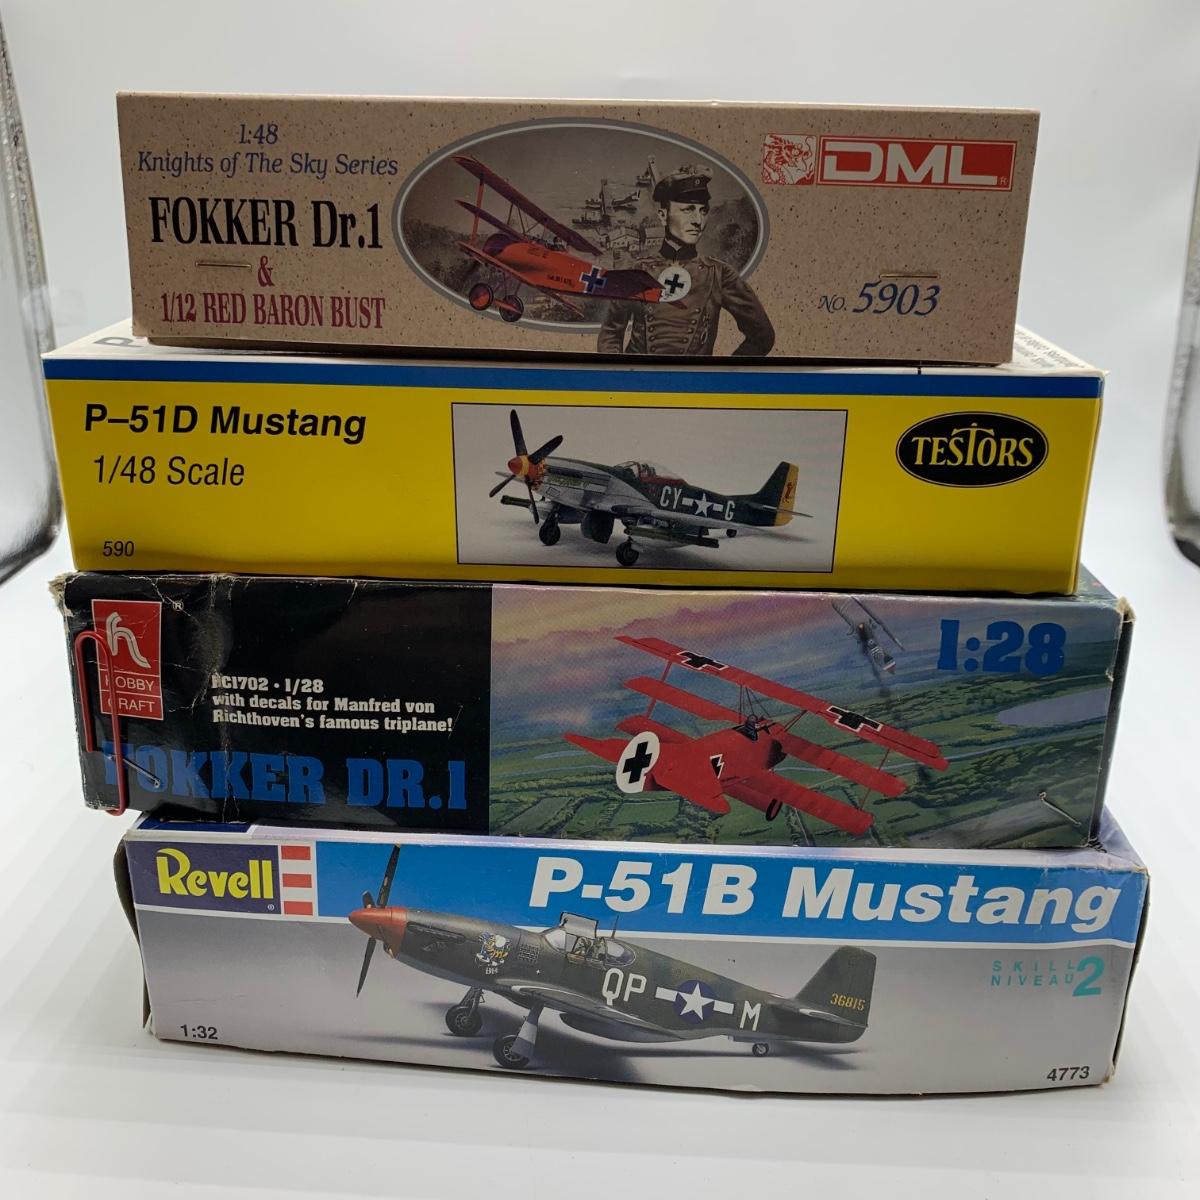 1:48
Knights of The Sky Series
FOKKER Dr.1
&
1/12 RED BARON BUST
DML
®
No. 5903
P-
P–51D Mustang
1/48 Scale
590
CY G
TESTORS
h ®
HOBBY
CRAFT
HC1702 • 1/28
with decals for Manfred von
Richthoven's famous triplane!
FOKKER DR.1
1:28
Revell ®
P-51B Mustang
QP M
36815
SKILL
NIVEAU 2
1:32
4773